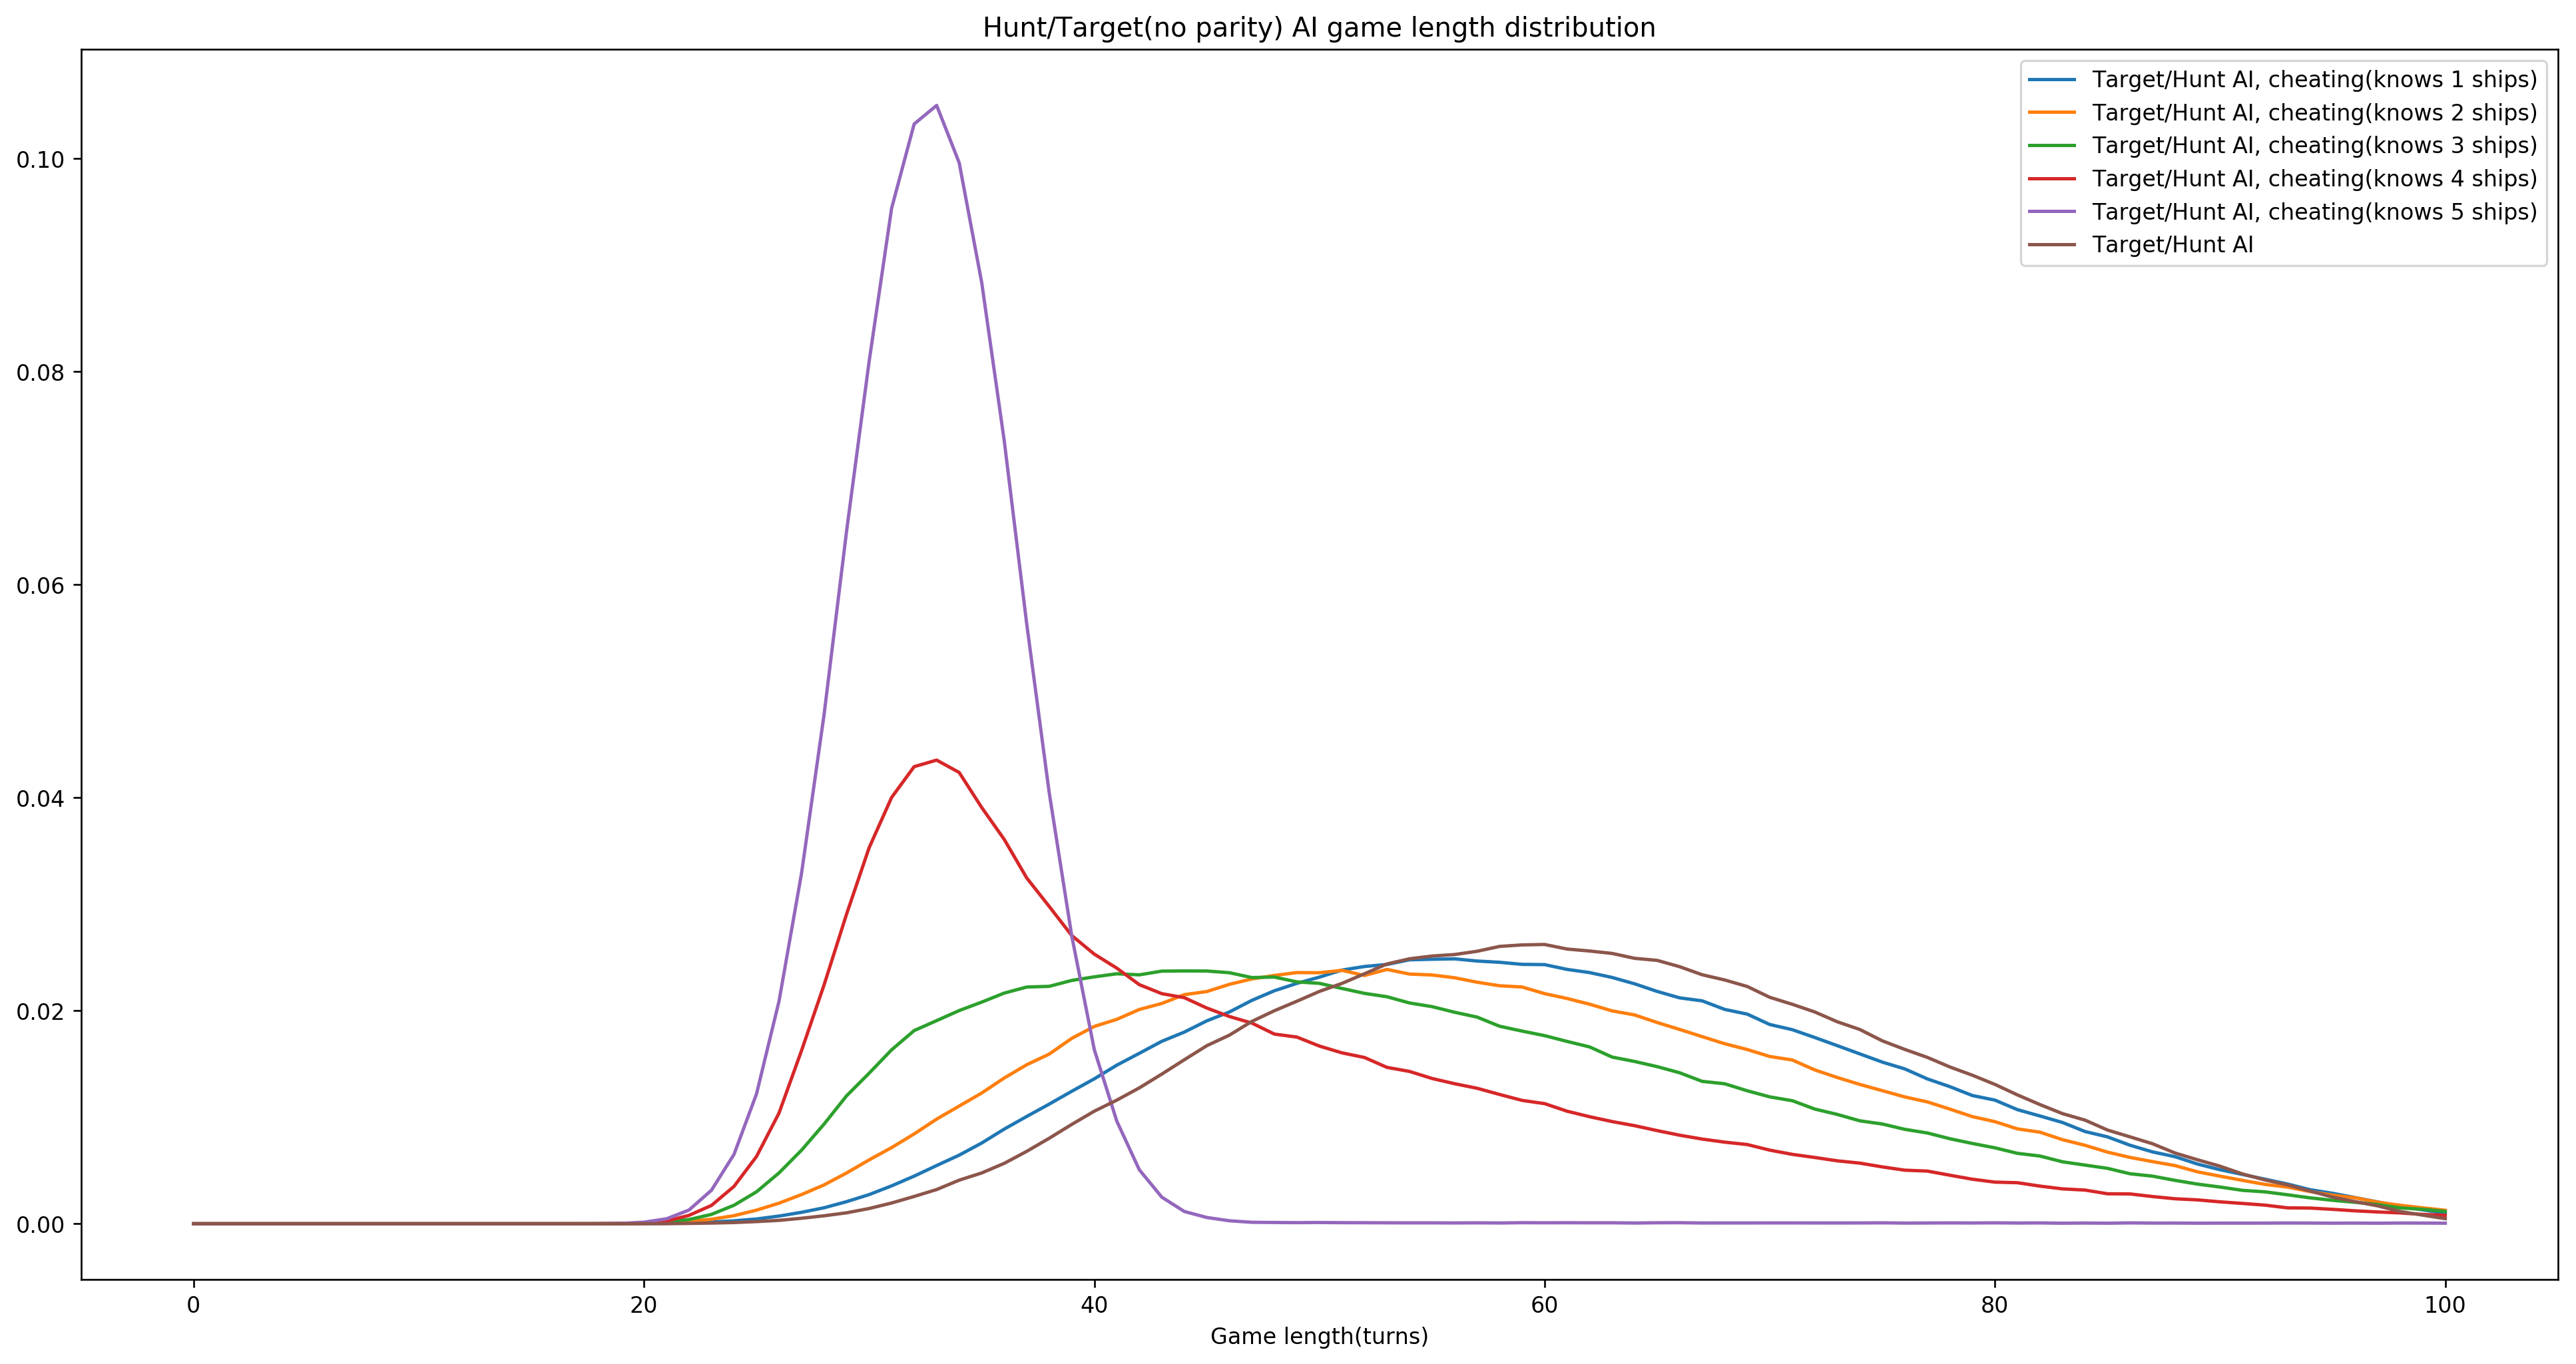 Hunt/Target(no parity) AI game length distribution
Target/Hunt AI, cheating(knows 1 ships)
Target/Hunt AI, cheating(knows 2 ships)
Target/Hunt AI, cheating(knows 3 ships)
Target/Hunt AI, cheating(knows 4 ships)
Target/Hunt AI, cheating(knows 5 ships)
Target/Hunt AI
0.10
0.08
0.06
0.04
0.02
0.00
0 20 40 60 80 100
Game length(turns)